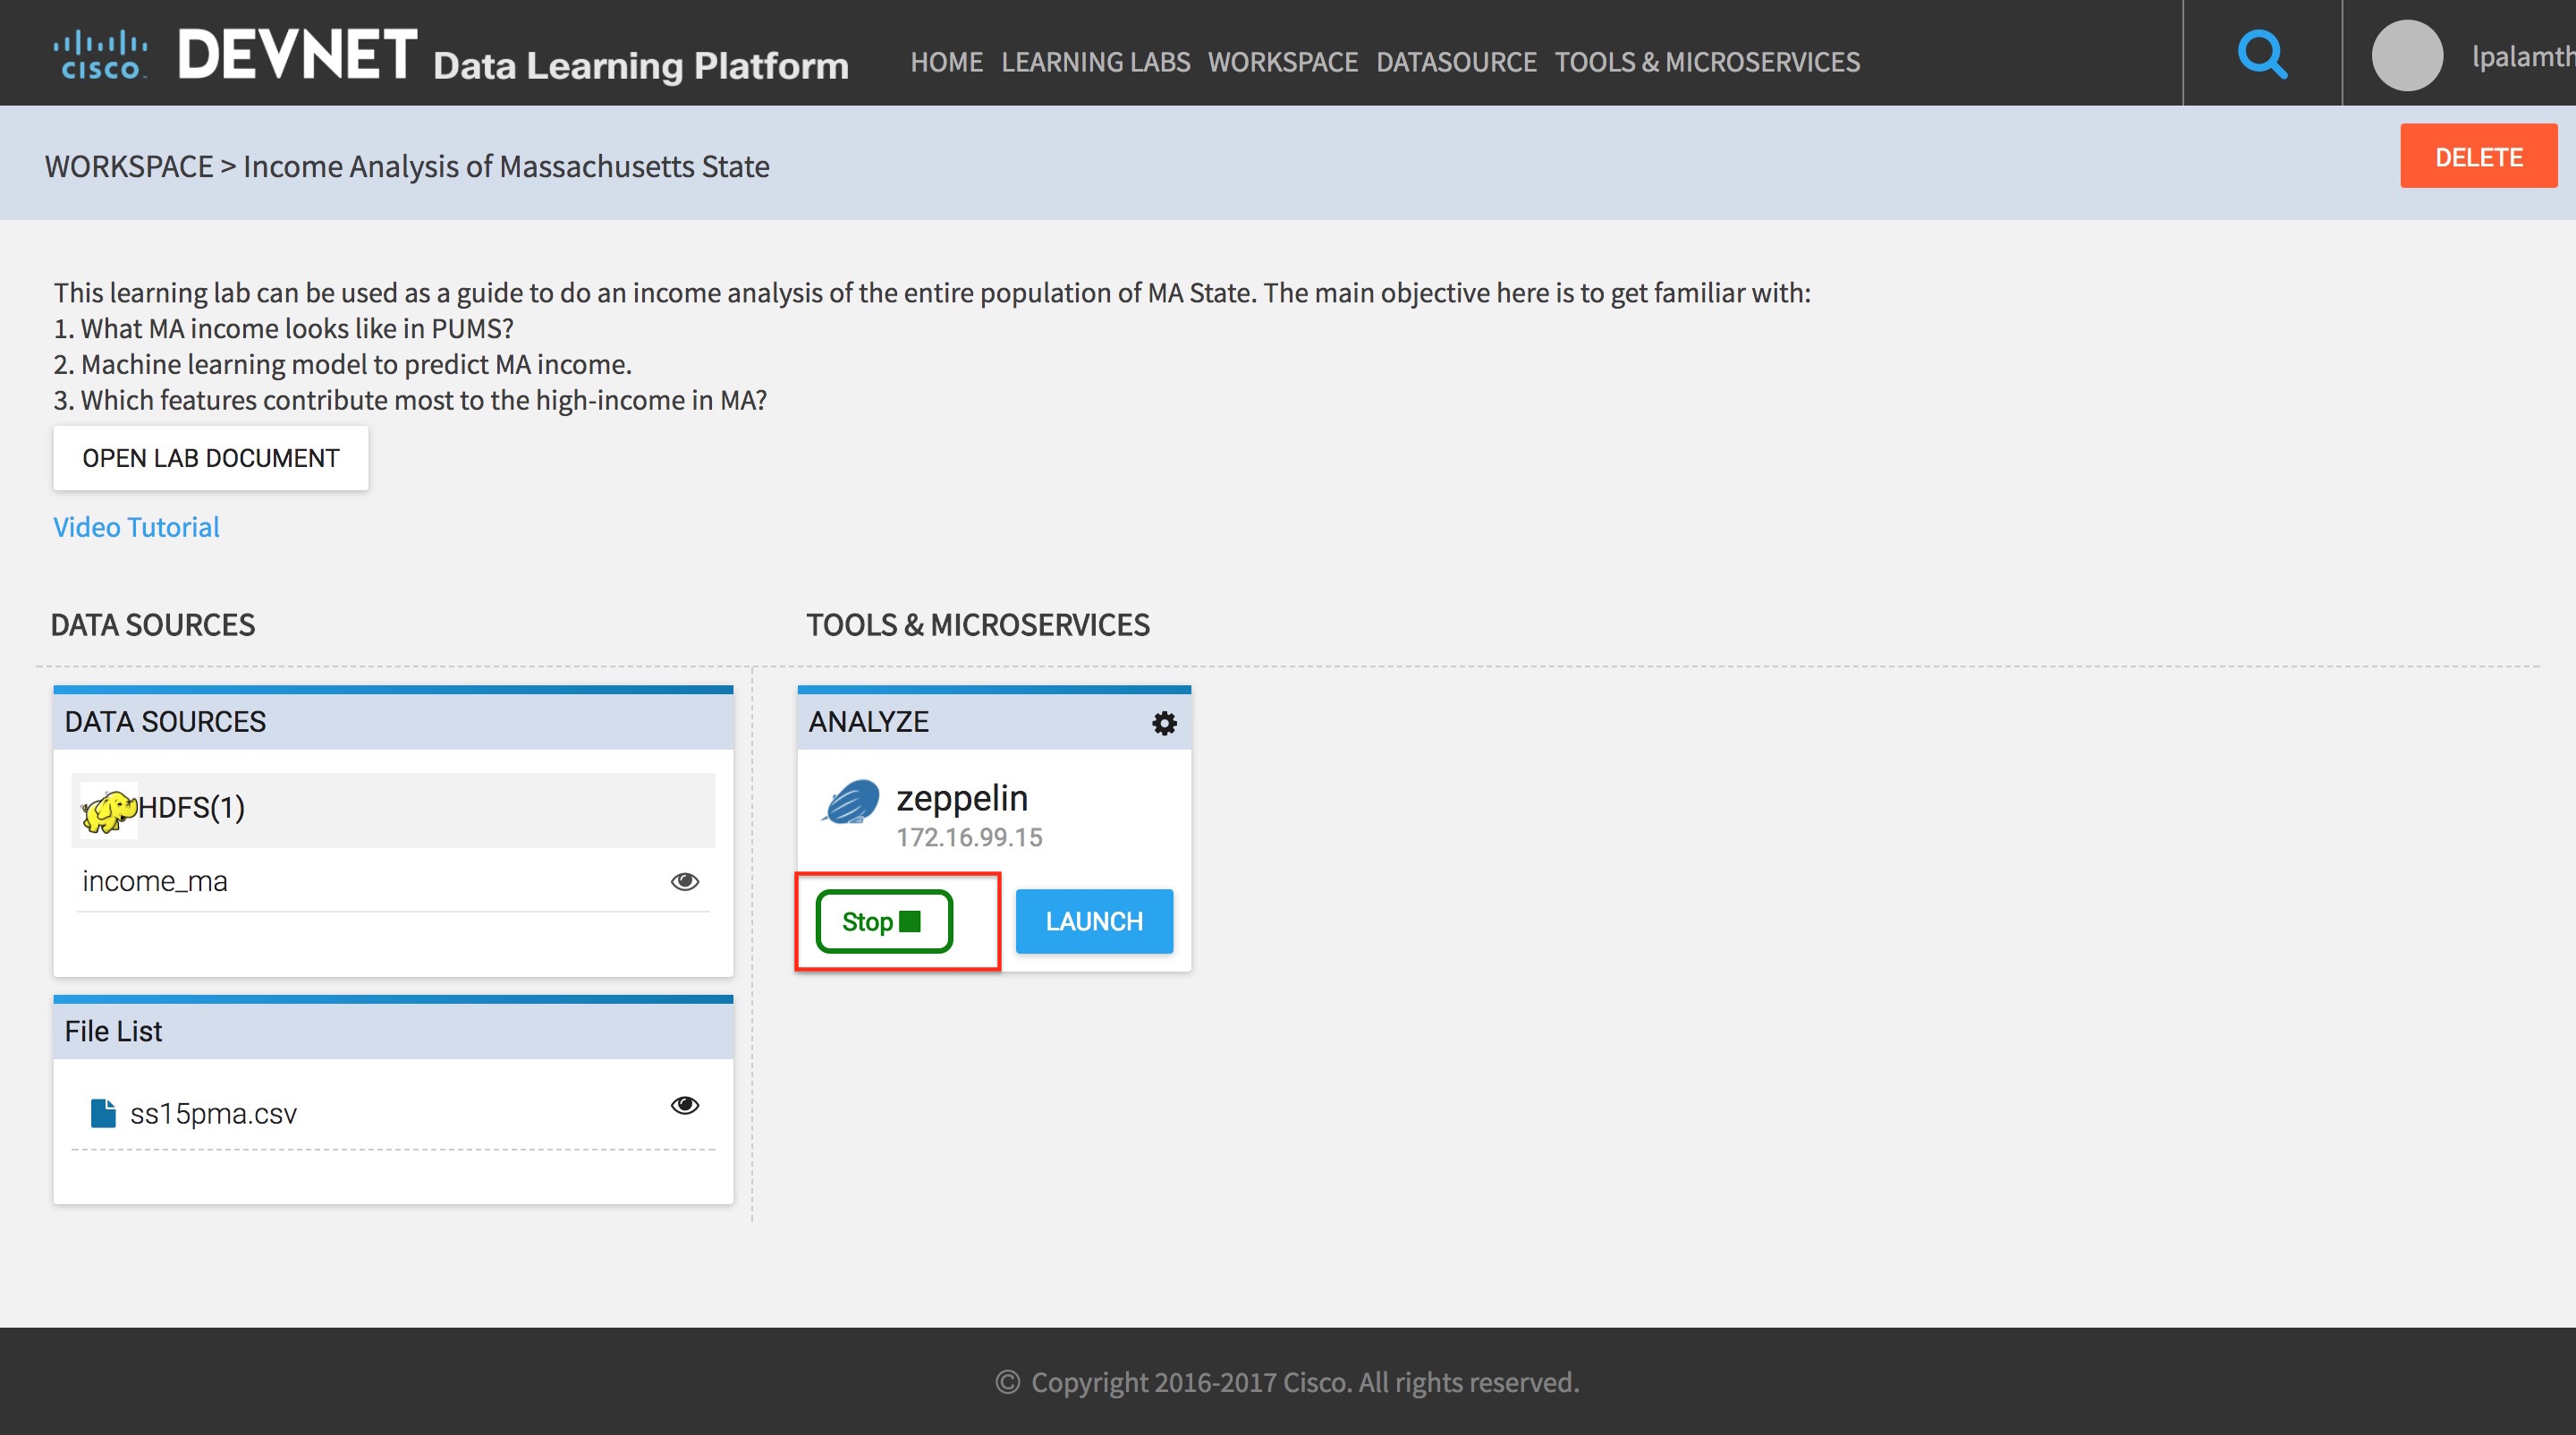 CISCO DEVNET Data Learning Platform HOME LEARNING LABS WORKSPACE DATASOURCE TOOLS & MICROSERVICES lpalamth
WORKSPACE > Income Analysis of Massachusetts State
DELETE
This learning lab can be used as a guide to do an income analysis of the entire population of MA State. The main objective here is to get familiar with:
1. What MA income looks like in PUMS?
2. Machine learning model to predict MA income.
3. Which features contribute most to the high-income in MA?
OPEN LAB DOCUMENT
Video Tutorial
DATA SOURCES
TOOLS & MICROSERVICES
DATA SOURCES
HDFS(1)
income_ma
File List
ss15pma.csv
ANALYZE
zeppelin
172.16.99.15
Stop
LAUNCH
© Copyright 2016-2017 Cisco. All rights reserved.